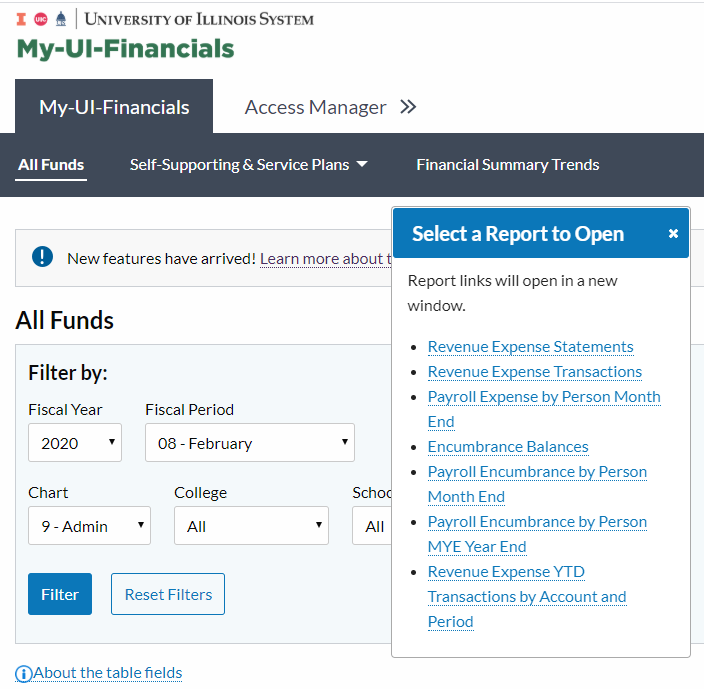 I UIC UNIVERSITY OF ILLINOIS SYSTEM
My-UI-Financials
My-UI-Financials Access Manager
All Funds Self-Supporting & Service Plans Financial Summary Trends
New features have arrived! Learn more about t
All Funds
Filter by:
Fiscal Year Fiscal Period
2020 08 - February
Chart College Schoo
9 - Admin All All
Filter Reset Filters
About the table fields
Select a Report to Open
Report links will open in a new
window.
Revenue Expense Statements
Revenue Expense Transactions
Payroll Expense by Person Month
End
Encumbrance Balances
Payroll Encumbrance by Person
Month End
Payroll Encumbrance by Person
MYE Year End
Revenue Expense YTD
Transactions by Account and
Period